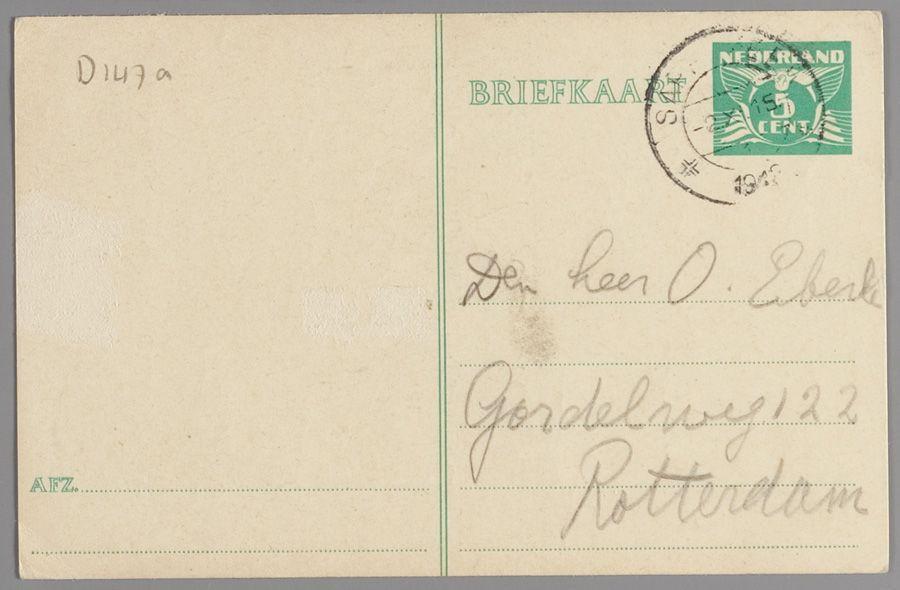 D147a
BRIEFKAART
NEDERLAND
5
CENT
Den heer O. Eberle
Gordelweg 122
Rotterdam
AFZ.